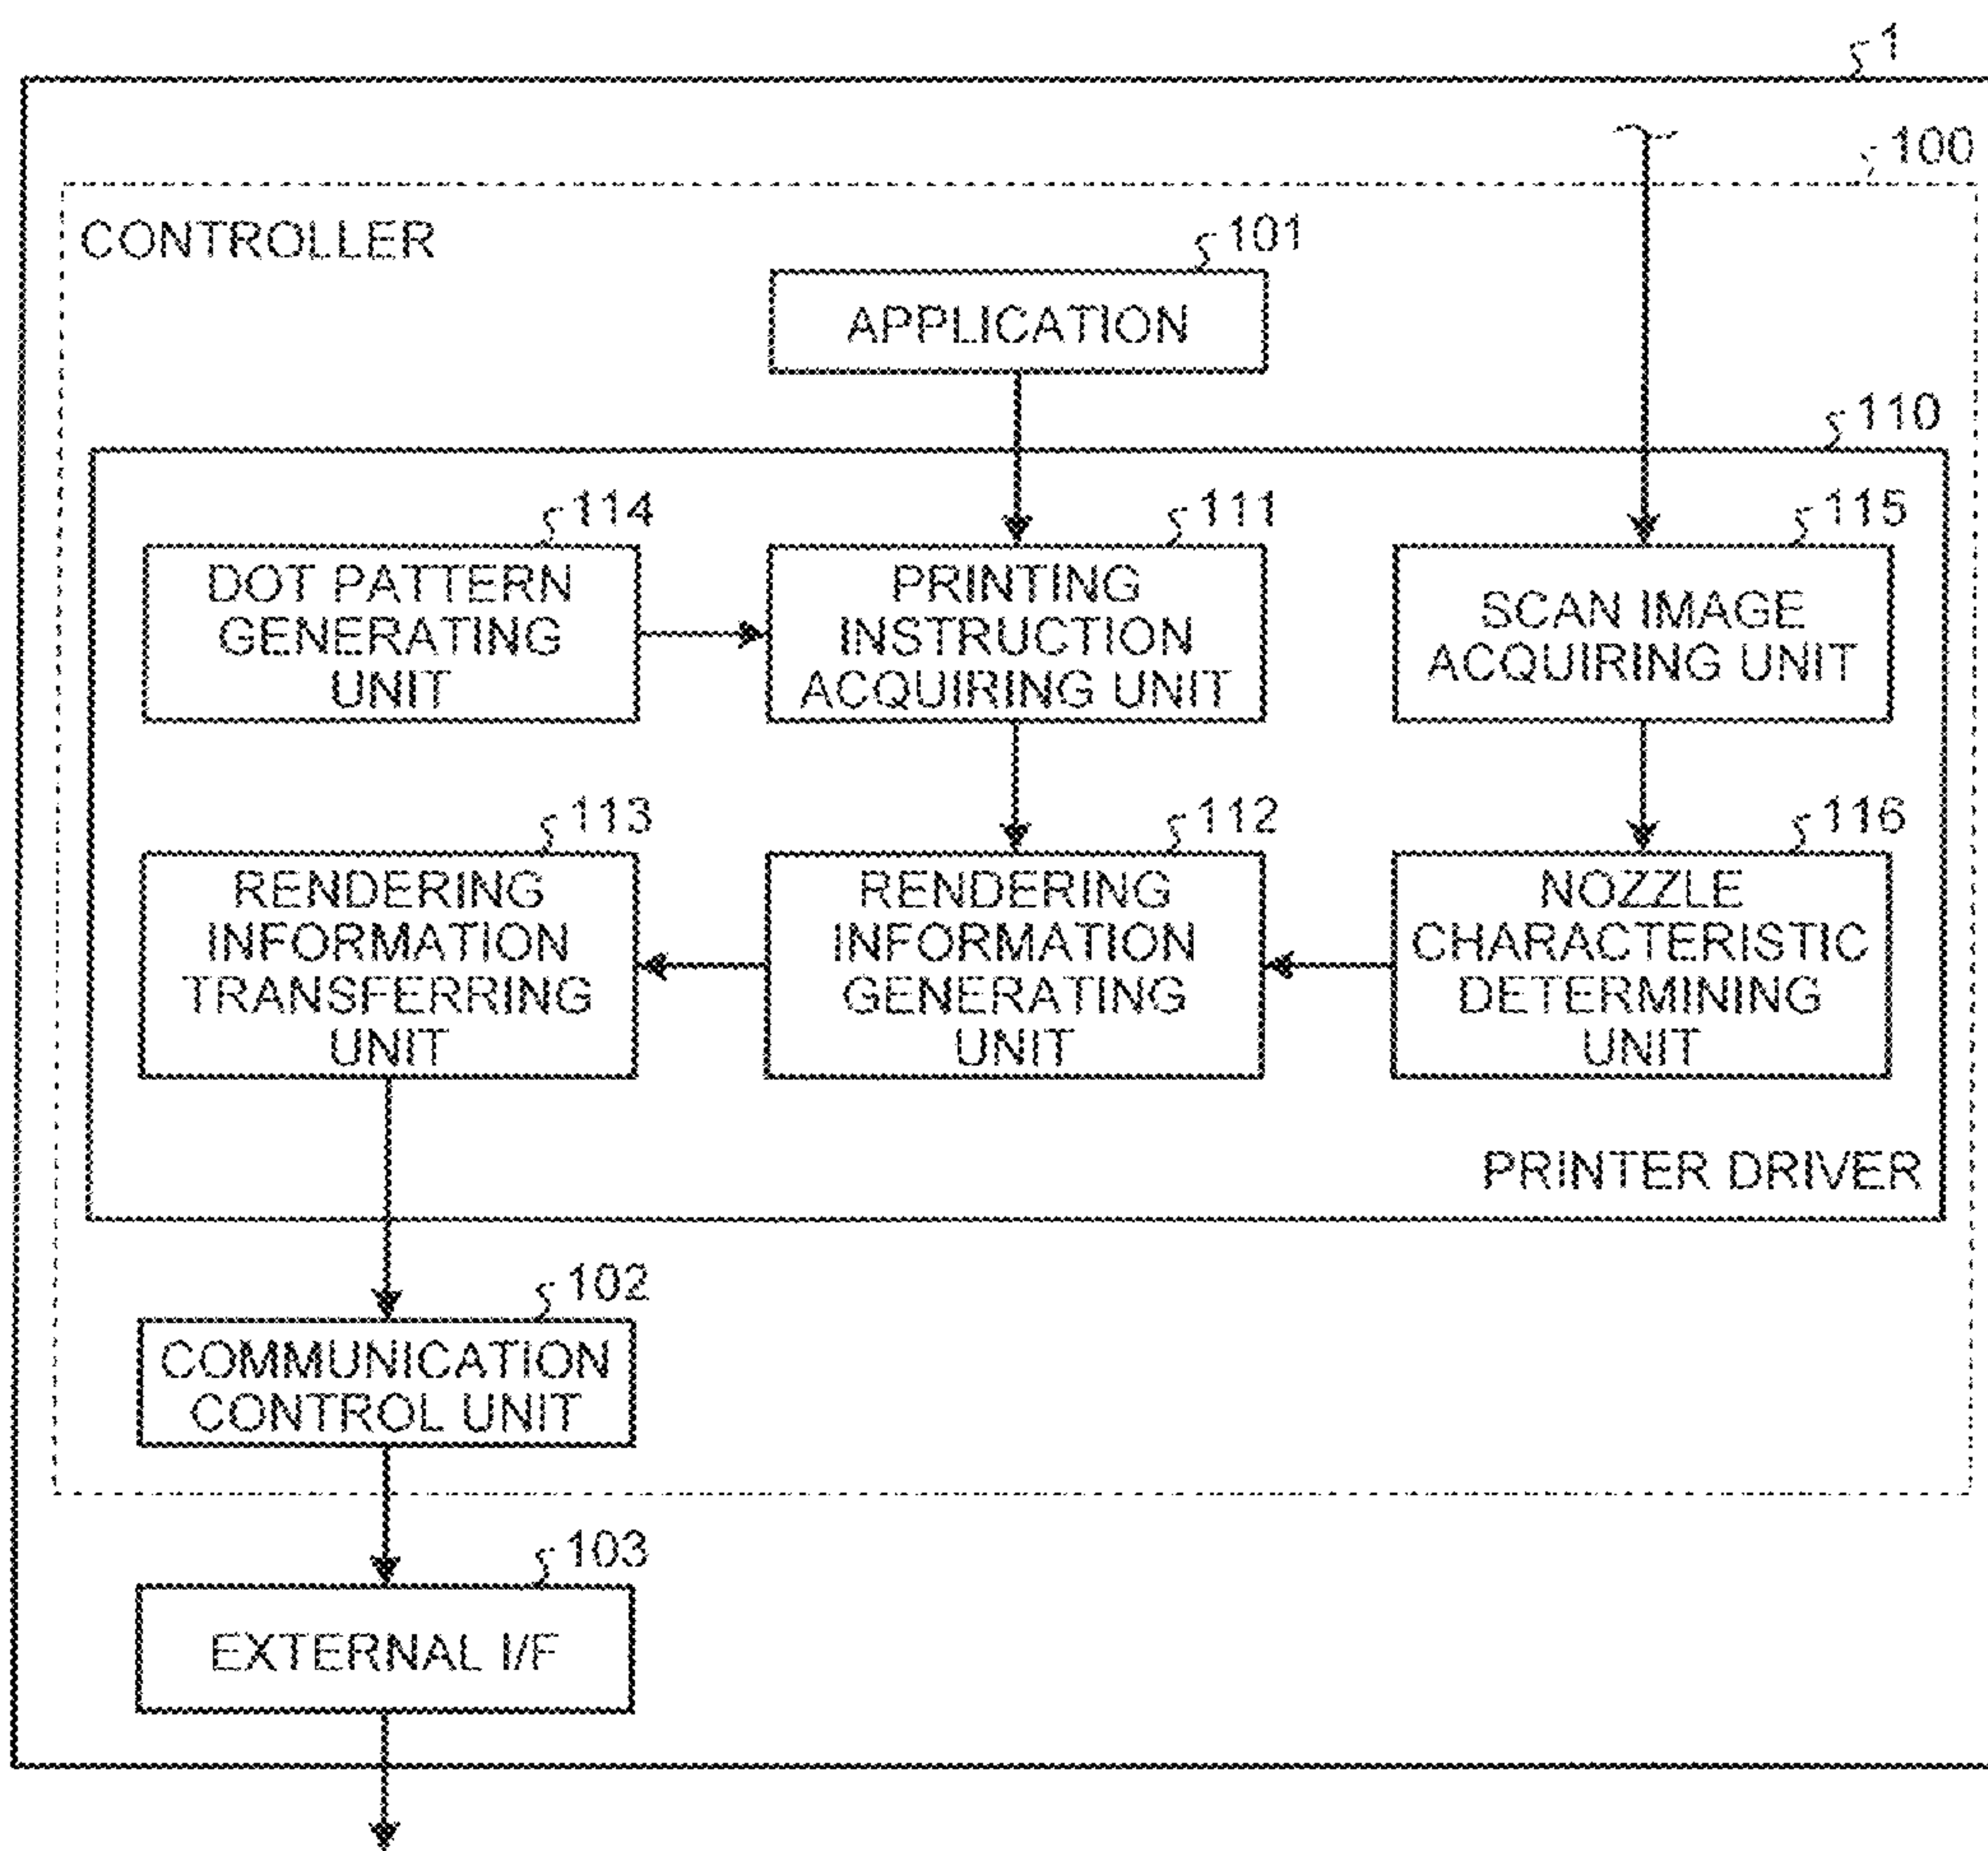 1
100
CONTROLLER
101
APPLICATION
110
114
111
115
DOT PATTERN
GENERATING
UNIT
PRINTING
INSTRUCTION
ACQUIRING UNIT
SCAN IMAGE
ACQUIRING UNIT
113
112
116
RENDERING
INFORMATION
TRANSFERRING
UNIT
RENDERING
INFORMATION
GENERATING
UNIT
NOZZLE
CHARACTERISTIC
DETERMINING
UNIT
PRINTER DRIVER
102
COMMUNICATION
CONTROL UNIT
103
EXTERNAL I/F